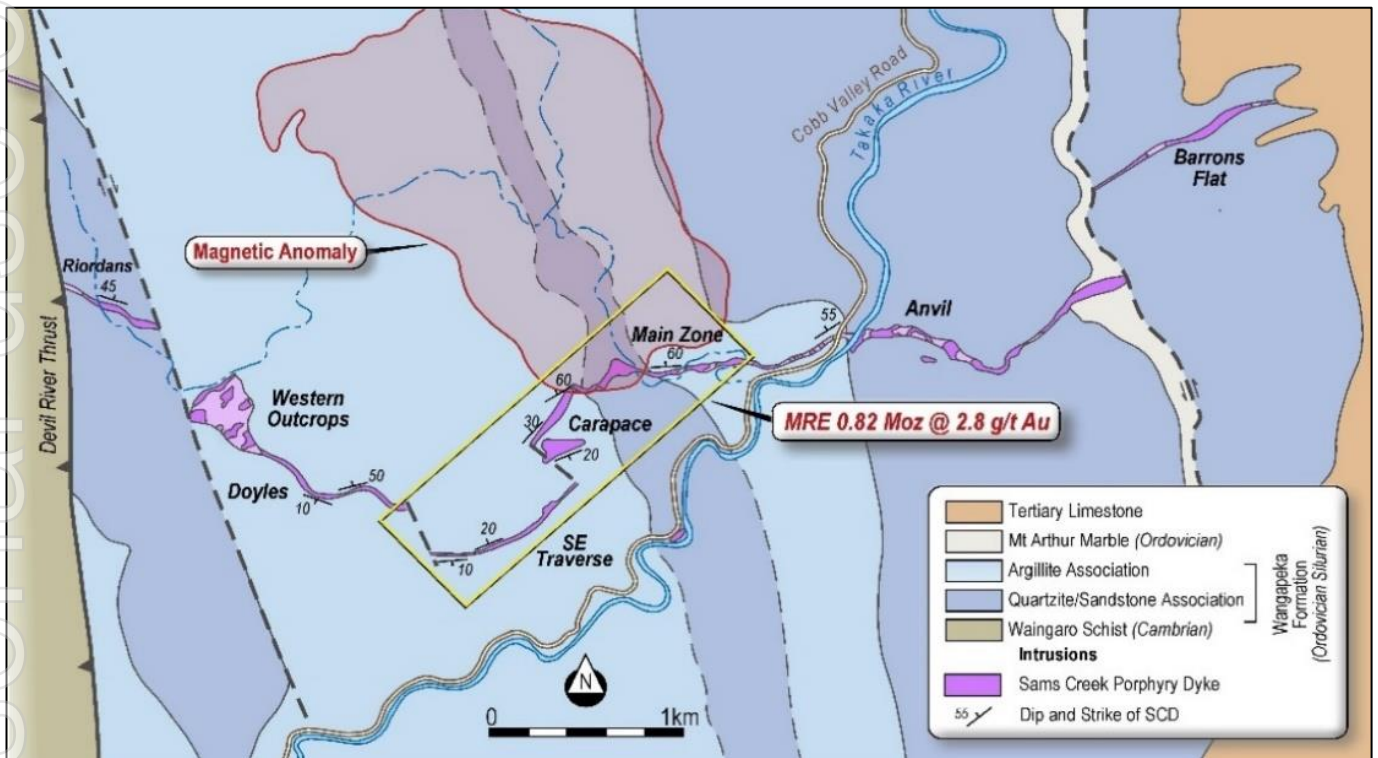 Cobb Valley Road
Takaka River
Barrons
Flat
Magnetic Anomaly
Riordans
45
Devil River Thrust
Main Zone
60
55
Anvil
Western
Outcrops
60
30
Carapace
20
MRE 0.82 Moz @ 2.8 g/t Au
Doyles
50
10
20
SE
Traverse
10
N
0
1km
Tertiary Limestone
Mt Arthur Marble (Ordovician)
Argillite Association
Quartzite/Sandstone Association
Waingaro Schist (Cambrian)
Wangapeka
Formation
(Ordovician Silurian)
Intrusions
Sams Creek Porphyry Dyke
55
Dip and Strike of SCD